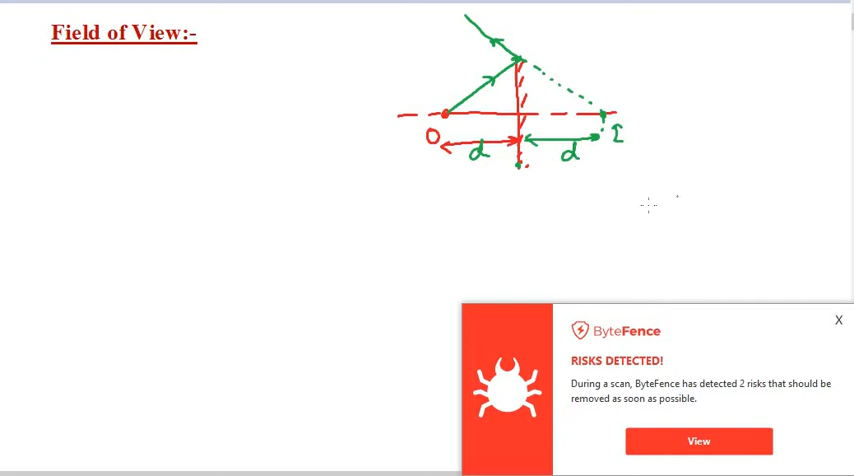 Field of View:-
O
I
d
d
ByteFence
X
RISKS DETECTED!
During a scan, ByteFence has detected 2 risks that should be
removed as soon as possible.
View